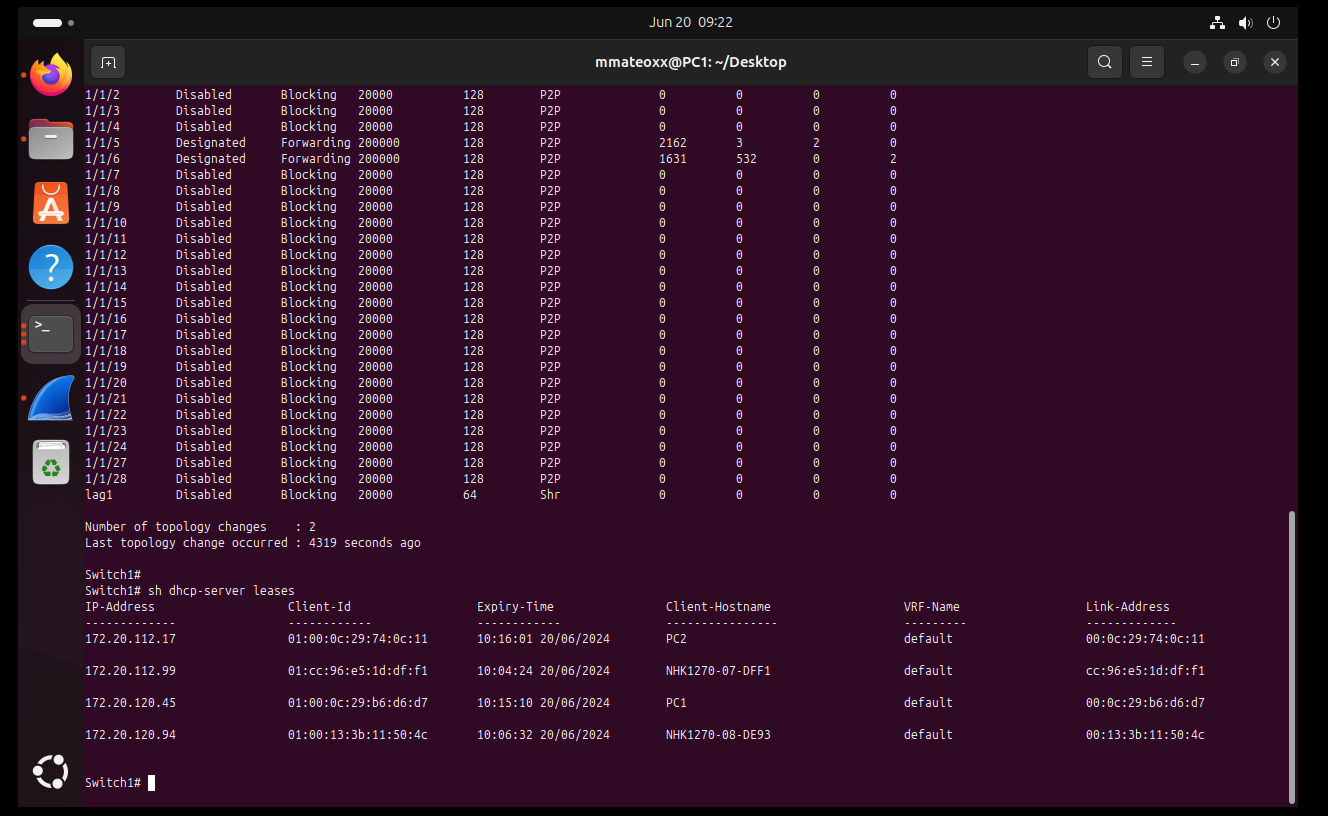 Jun 20 09:22
mmateoxx@PC1: ~/Desktop
1/1/2 Disabled Blocking 20000 128 P2P 0 0 0 0
1/1/3 Disabled Blocking 20000 128 P2P 0 0 0 0
1/1/4 Disabled Blocking 20000 128 P2P 0 0 0 0
1/1/5 Designated Forwarding 200000 128 P2P 2162 3 2 0
1/1/6 Designated Forwarding 200000 128 P2P 1631 532 0 2
1/1/7 Disabled Blocking 20000 128 P2P 0 0 0 0
1/1/8 Disabled Blocking 20000 128 P2P 0 0 0 0
1/1/9 Disabled Blocking 20000 128 P2P 0 0 0 0
1/1/10 Disabled Blocking 20000 128 P2P 0 0 0 0
1/1/11 Disabled Blocking 20000 128 P2P 0 0 0 0
1/1/12 Disabled Blocking 20000 128 P2P 0 0 0 0
1/1/13 Disabled Blocking 20000 128 P2P 0 0 0 0
1/1/14 Disabled Blocking 20000 128 P2P 0 0 0 0
1/1/15 Disabled Blocking 20000 128 P2P 0 0 0 0
1/1/16 Disabled Blocking 20000 128 P2P 0 0 0 0
1/1/17 Disabled Blocking 20000 128 P2P 0 0 0 0
1/1/18 Disabled Blocking 20000 128 P2P 0 0 0 0
1/1/19 Disabled Blocking 20000 128 P2P 0 0 0 0
1/1/20 Disabled Blocking 20000 128 P2P 0 0 0 0
1/1/21 Disabled Blocking 20000 128 P2P 0 0 0 0
1/1/22 Disabled Blocking 20000 128 P2P 0 0 0 0
1/1/23 Disabled Blocking 20000 128 P2P 0 0 0 0
1/1/24 Disabled Blocking 20000 128 P2P 0 0 0 0
1/1/27 Disabled Blocking 20000 128 P2P 0 0 0 0
1/1/28 Disabled Blocking 20000 128 P2P 0 0 0 0
lag1 Disabled Blocking 20000 64 Shr 0 0 0 0
Number of topology changes : 2
Last topology change occurred : 4319 seconds ago
Switch1#
Switch1# sh dhcp-server leases
IP-Address Client-Id Expiry-Time Client-Hostname VRF-Name Link-Address
------------- ------------ ------------ ---------------- --------- -------------
172.20.112.17 01:00:0c:29:74:0c:11 10:16:01 20/06/2024 PC2 default 00:0c:29:74:0c:11
172.20.112.99 01:cc:96:e5:1d:df:f1 10:04:24 20/06/2024 NHK1270-07-DFF1 default cc:96:e5:1d:df:f1
172.20.120.45 01:00:0c:29:b6:d6:d7 10:15:10 20/06/2024 PC1 default 00:0c:29:b6:d6:d7
172.20.120.94 01:00:13:3b:11:50:4c 10:06:32 20/06/2024 NHK1270-08-DE93 default 00:13:3b:11:50:4c
Switch1#